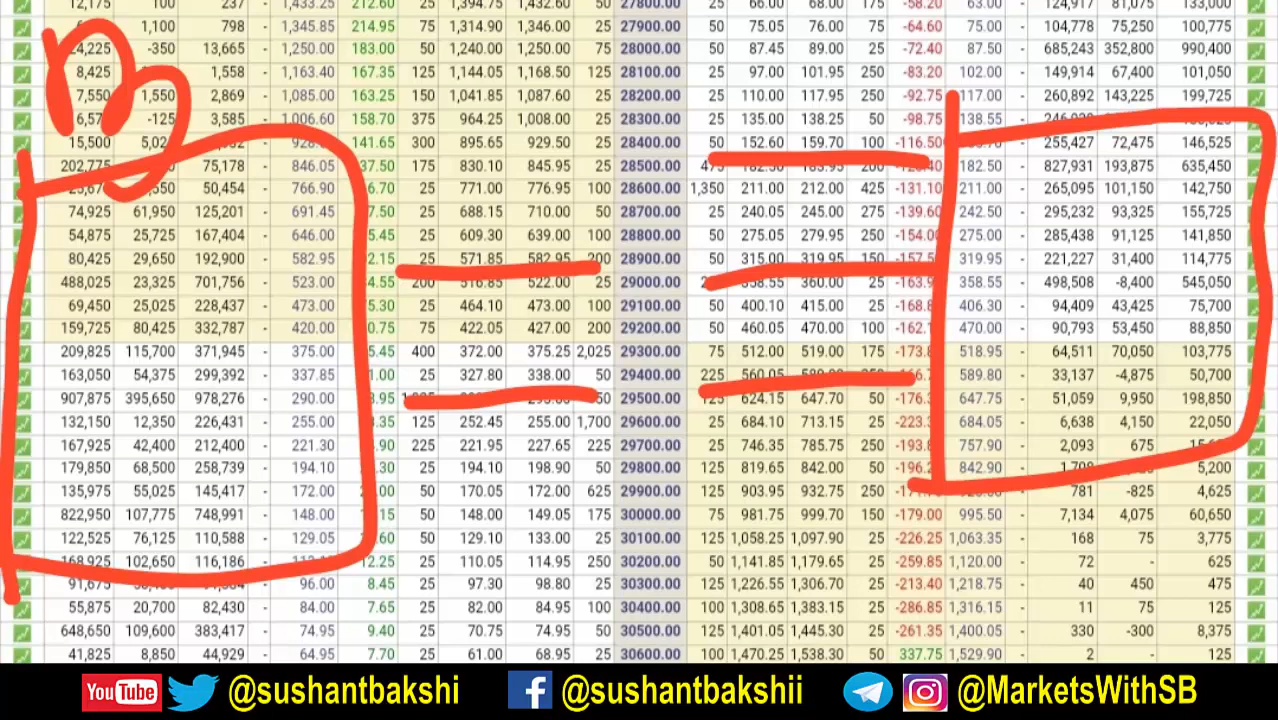 12,175 100 237 - 1,433.25 212.60 25 1,394.75 1,432.60 50 27800.00 25 66.00 68.00 175 -58.20 63.00 - 124,917 81,075 133,000
1,100 798 - 1,345.85 214.95 75 1,314.90 1,346.00 25 27900.00 50 75.05 76.00 25 -64.60 75.00 - 104,778 75,250 100,775
24,225 -350 13,665 - 1,250.00 183.00 50 1,240.00 1,250.00 75 28000.00 50 87.45 89.00 25 -72.40 87.50 - 685,243 352,800 990,400
8,425 1,558 - 1,163.40 167.35 125 1,144.05 1,168.50 125 28100.00 25 97.00 101.95 250 -83.20 102.00 - 149,914 67,400 101,050
7,550 1,550 2,869 - 1,085.00 163.25 150 1,041.85 1,087.60 25 28200.00 25 110.00 117.95 250 -92.75 117.00 - 260,892 143,225 199,725
-125 3,585 - 1,006.60 158.70 375 964.25 1,008.00 25 28300.00 25 135.00 138.25 50 -98.75 138.55 -
15,500 141.65 300 895.65 929.50 25 28400.00 50 152.60 159.70 100 -116.50 - 255,427 72,475 146,525
202,775 75,178 - 846.05 175 830.10 845.95 25 28500.00 200 182.50 - 827,931 193,875 635,450
50,454 - 766.90 25 771.00 776.95 100 28600.00 1,350 211.00 212.00 425 -131.10 211.00 - 265,095 101,150 142,750
74,925 61,950 125,201 - 691.45 25 688.15 710.00 50 28700.00 25 240.05 245.00 275 -139.60 242.50 - 295,232 93,325 155,725
54,875 25,725 167,404 - 646.00 25 609.30 639.00 100 28800.00 50 275.05 279.95 150 -154.00 275.00 - 285,438 91,125 141,850
80,425 29,650 192,900 - 582.95 25 571.85 582.95 200 28900.00 50 315.00 319.95 150 319.95 - 221,227 31,400 114,775
488,025 23,325 701,756 - 523.00 200 516.85 522.00 25 29000.00 358.55 360.00 25 358.55 - 498,508 -8,400 545,050
69,450 25,025 228,437 - 473.00 25 464.10 473.00 100 29100.00 50 400.10 415.00 25 406.30 - 94,409 43,425 75,700
159,725 80,425 332,787 - 420.00 75 422.05 427.00 200 29200.00 50 460.05 470.00 100 470.00 - 90,793 53,450 88,850
209,825 115,700 371,945 - 375.00 400 372.00 375.25 2,025 29300.00 75 512.00 519.00 175 518.95 - 64,511 70,050 103,775
163,050 54,375 299,392 - 337.85 25 327.80 338.00 50 29400.00 225 560.05 589.80 - 33,137 -4,875 50,700
907,875 395,650 978,276 - 290.00 29500.00 125 624.15 647.70 50 647.75 - 51,059 9,950 198,850
132,150 12,350 226,431 - 255.00 125 252.45 255.00 1,700 29600.00 25 684.10 713.15 25 684.05 - 6,638 4,150 22,050
167,925 42,400 212,400 - 221.30 225 221.95 227.65 225 29700.00 25 746.35 785.75 250 757.90 - 2,093 675
179,850 68,500 258,739 - 194.10 25 194.10 198.90 50 29800.00 125 819.65 842.00 50 842.90 - 5,200
135,975 55,025 145,417 - 172.00 50 170.05 172.00 625 29900.00 125 903.95 932.75 250 - 781 -825 4,625
822,950 107,775 748,991 - 148.00 50 148.00 149.05 175 30000.00 75 981.75 999.70 150 -179.00 995.50 - 7,134 4,075 60,650
122,525 76,125 110,588 - 129.05 50 129.10 133.00 25 30100.00 125 1,058.25 1,097.90 25 -226.25 1,063.35 - 168 75 3,775
168,925 102,650 116,186 - 12.25 25 110.05 114.95 250 30200.00 50 1,141.85 1,179.65 25 -259.85 1,120.00 - 72 - 625
91,675 - 96.00 8.45 25 97.30 98.80 25 30300.00 125 1,226.55 1,306.70 25 -213.40 1,218.75 - 40 450 475
55,875 20,700 82,430 - 84.00 7.65 25 82.00 84.95 100 30400.00 100 1,308.65 1,383.15 25 -286.85 1,316.15 - 11 75 125
648,650 109,600 383,417 - 74.95 9.40 25 70.75 74.95 50 30500.00 125 1,401.05 1,445.30 25 -261.35 1,400.05 - 330 -300 8,375
41,825 8,850 44,929 - 64.95 7.70 25 61.00 68.95 25 30600.00 100 1,470.25 1,538.30 50 337.75 1,529.90 - 2 - 125
YouTube @sushantbakshi @sushantbakshii @MarketsWithSB